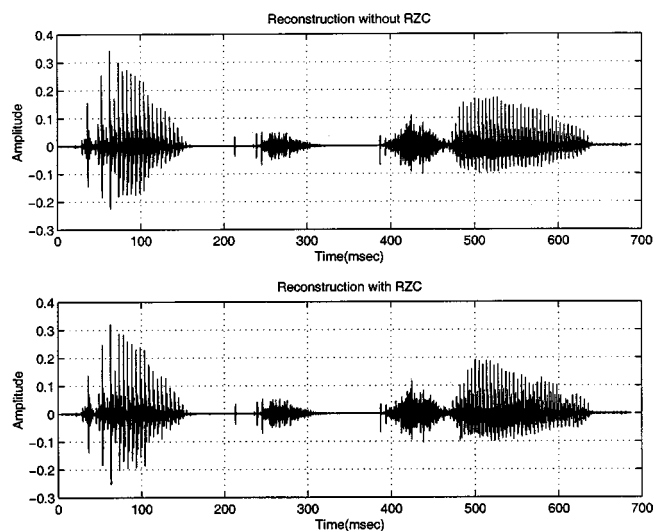 Reconstruction without RZC
0.4
0.3
0.2
0.1
0
−0.1
−0.2
−0.3
Amplitude
0 100 200 300 400 500 600 700
Time(msec)
Reconstruction with RZC
0.4
0.3
0.2
0.1
0
−0.1
−0.2
−0.3
Amplitude
0 100 200 300 400 500 600 700
Time(msec)